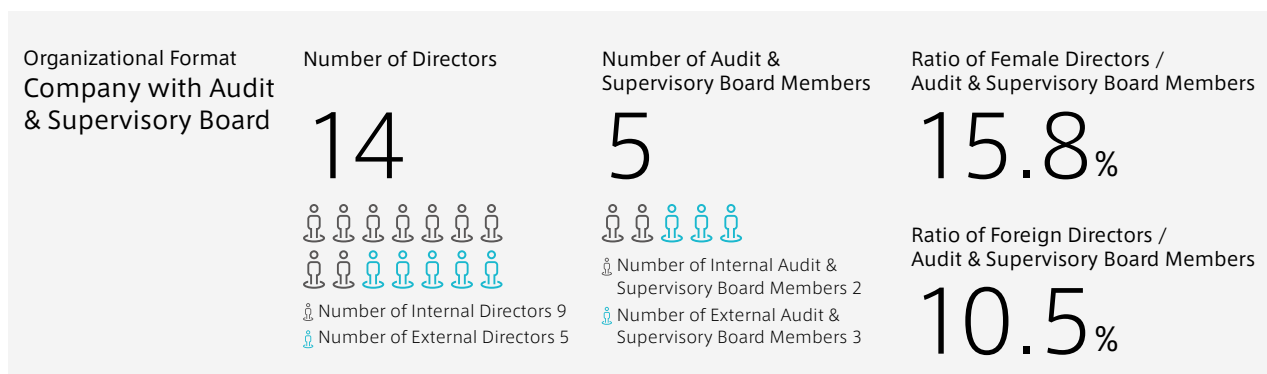 Organizational Format
Company with Audit
& Supervisory Board
Number of Directors
14
Number of Internal Directors 9
Number of External Directors 5
Number of Audit &
Supervisory Board Members
5
Number of Internal Audit &
Supervisory Board Members 2
Number of External Audit &
Supervisory Board Members 3
Ratio of Female Directors /
Audit & Supervisory Board Members
15.8%
Ratio of Foreign Directors /
Audit & Supervisory Board Members
10.5%